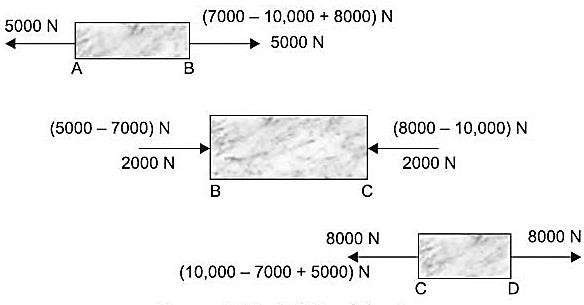 5000 N
(7000 – 10,000 + 8000) N
5000 N
A
B
(5000 – 7000) N
(8000 – 10,000) N
2000 N
2000 N
B
C
8000 N
8000 N
(10,000 – 7000 + 5000) N
C
D